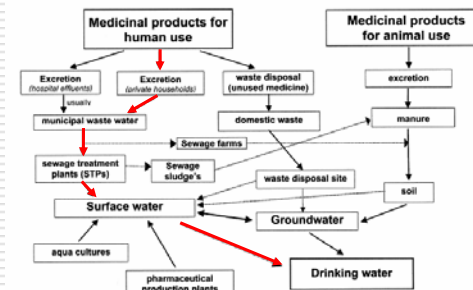 Medicinal products for
human use
Medicinal products
for animal use
Excretion
(hospital effluents)
Excretion
(private households)
waste disposal
(unused medicine)
excretion
usually
municipal waste water
domestic waste
manure
Sewage farms
sewage treatment
plants (STPs)
Sewage
sludge's
waste disposal site
soil
Surface water
Groundwater
aqua cultures
Drinking water
pharmaceutical
production plants